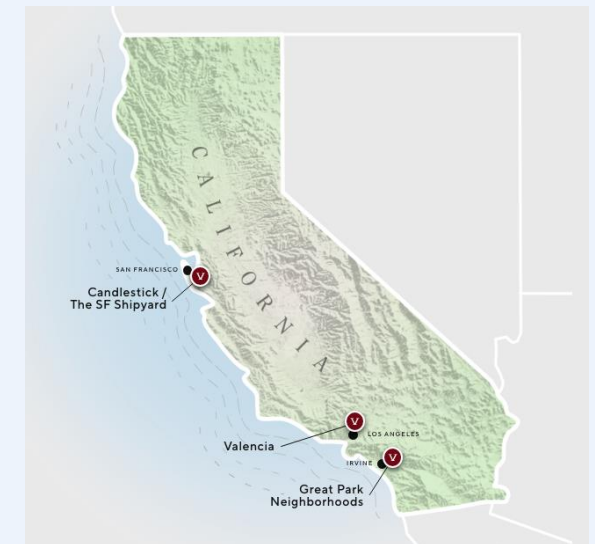 CALIFORNIA
SAN FRANCISCO
Candlestick /
The SF Shipyard
V
V
LOS ANGELES
Valencia
IRVINE
V
Great Park
Neighborhoods